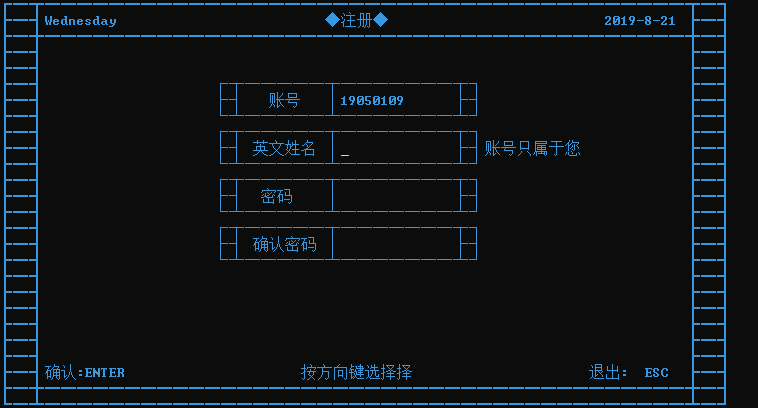 Wednesday ◆注册◆ 2019-8-21
账号 19050109
英文姓名 _ 账号只属于您
密码
确认密码
确认:ENTER 按方向键选择择 退出: ESC